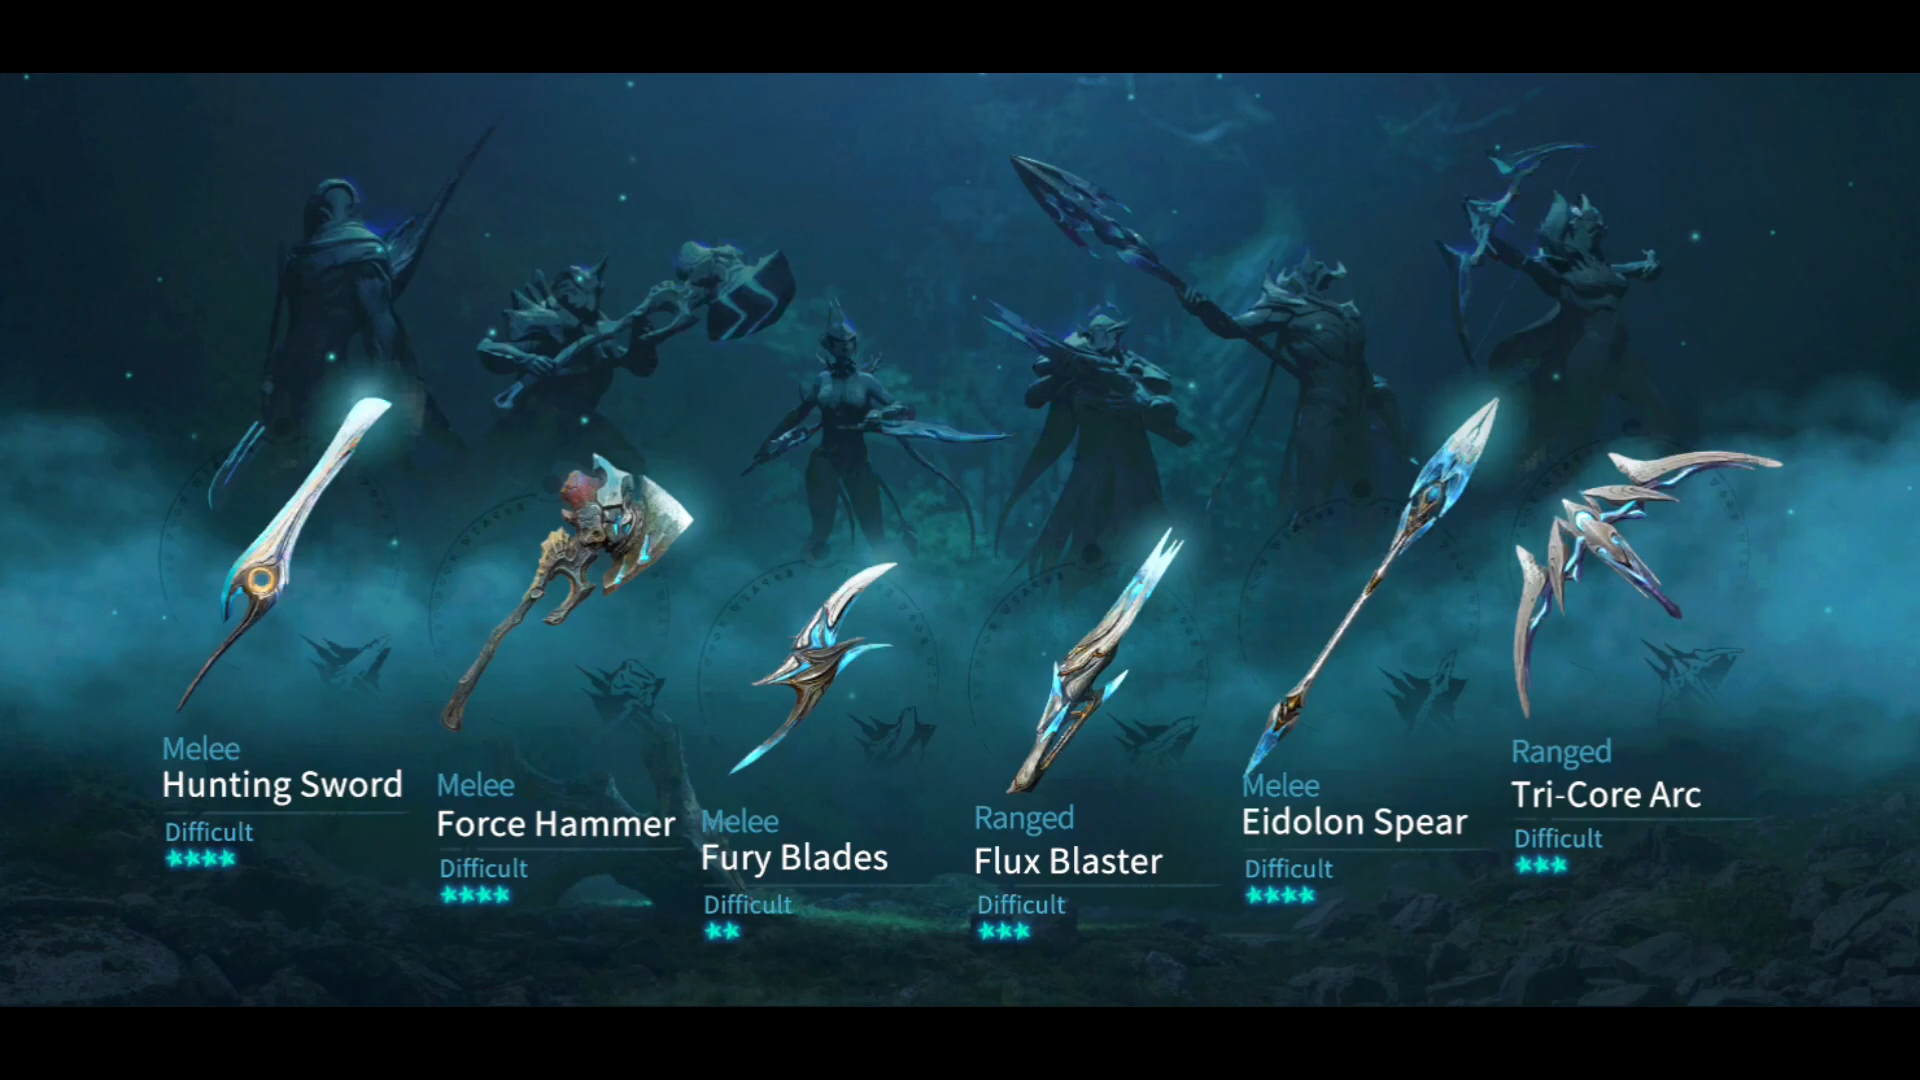 Melee
Hunting Sword
Difficult
Melee
Force Hammer
Difficult
Melee
Fury Blades
Difficult
Ranged
Flux Blaster
Difficult
Melee
Eidolon Spear
Difficult
Ranged
Tri-Core Arc
Difficult